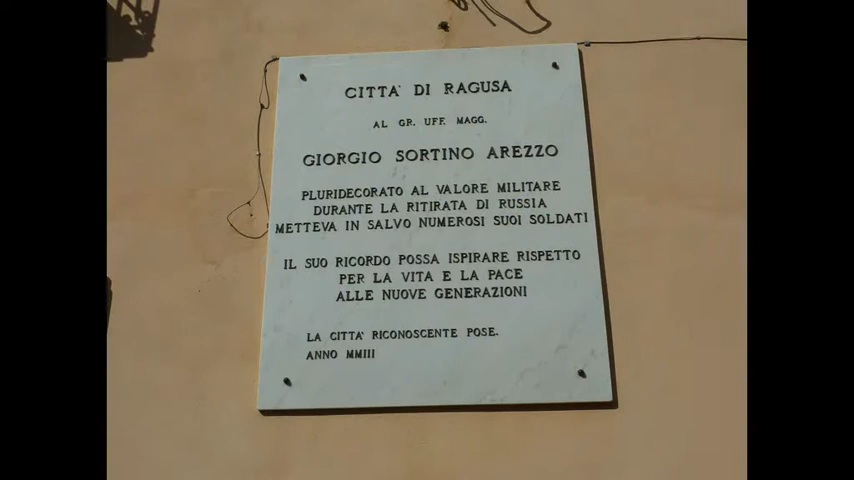 CITTA' DI RAGUSA
AL GR. UFF. MAGG.
GIORGIO SORTINO AREZZO
PLURIDECORATO AL VALORE MILITARE
DURANTE LA RITIRATA DI RUSSIA
METTEVA IN SALVO NUMEROSI SUOI SOLDATI
IL SUO RICORDO POSSA ISPIRARE RISPETTO
PER LA VITA E LA PACE
ALLE NUOVE GENERAZIONI
LA CITTA' RICONOSCENTE POSE.
ANNO MMIII